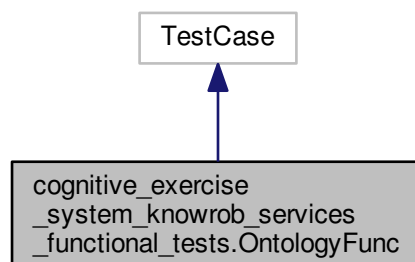 TestCase
cognitive_exercise
_system_knowrob_services
_functional_tests.OntologyFunc